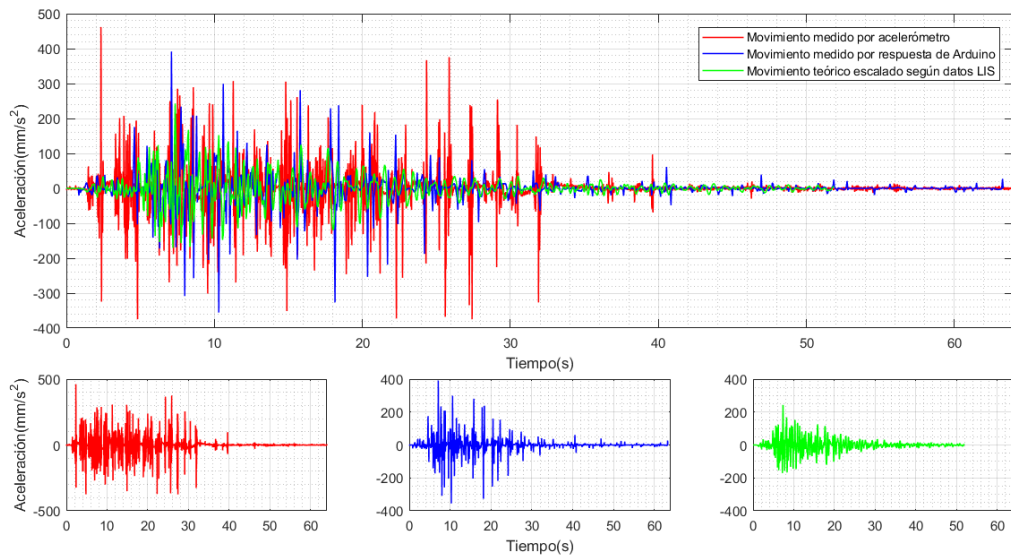 500
400
300
200
100
0
-100
-200
-300
-400
Aceleración(mm/s²)
Movimiento medido por acelerómetro
Movimiento medido por respuesta de Arduino
Movimiento teórico escalado según datos LIS
0 10 20 30 40 50 60
Tiempo(s)
500
0
-500
Aceleración(mm/s²)
0 10 20 30 40 50 60
400
200
0
-200
-400
0 10 20 30 40 50 60
Tiempo(s)
400
200
0
-200
-400
0 10 20 30 40 50 60